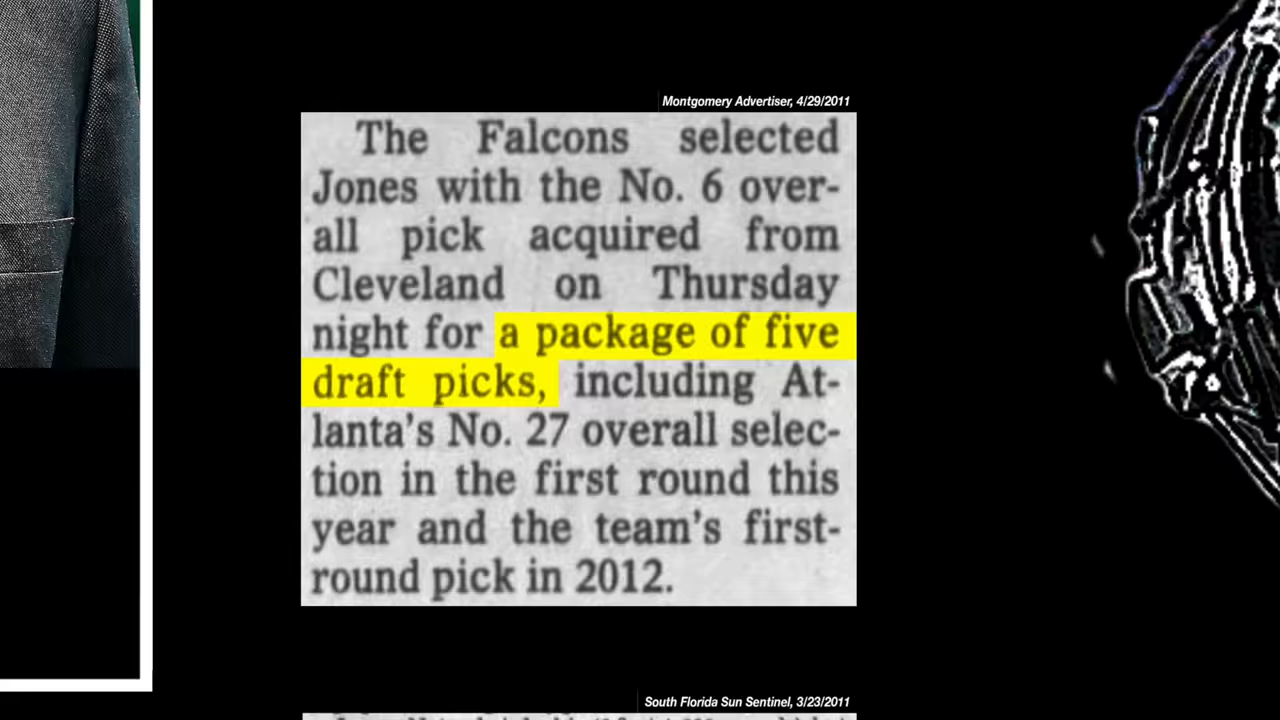 Montgomery Advertiser, 4/29/2011
The Falcons selected
Jones with the No. 6 over-
all pick acquired from
Cleveland on Thursday
night for a package of five
draft picks, including At-
lanta's No. 27 overall selec-
tion in the first round this
year and the team's first-
round pick in 2012.
South Florida Sun Sentinel, 3/23/2011